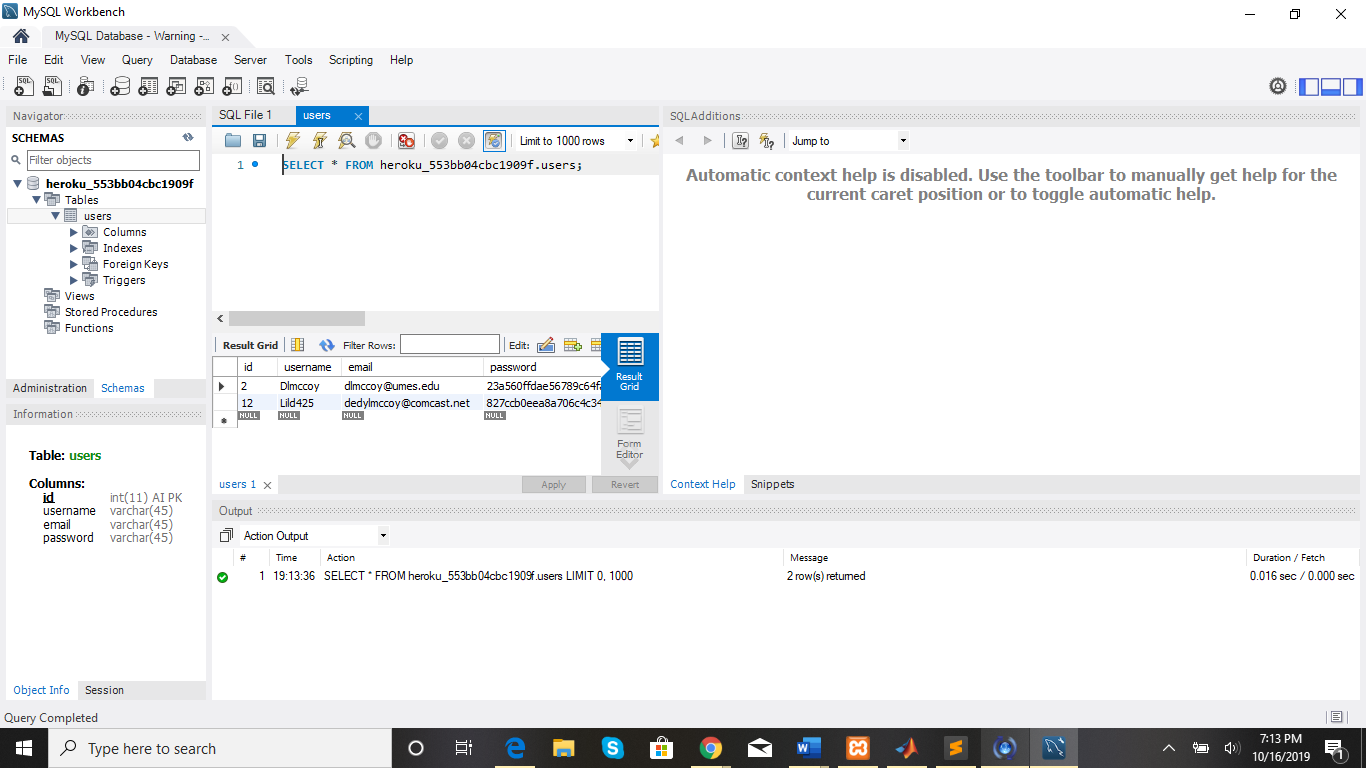 MySQL Workbench
MySQL Database - Warning -... ×
File Edit View Query Database Server Tools Scripting Help
Navigator
SCHEMAS
Filter objects
heroku_553bb04cbc1909f
Tables
users
Columns
Indexes
Foreign Keys
Triggers
Views
Stored Procedures
Functions
Administration Schemas
Information
Table: users
Columns:
id int(11) AI PK
username varchar(45)
email varchar(45)
password varchar(45)
Object Info Session
SQL File 1 users ×
Limit to 1000 rows
1 SELECT * FROM heroku_553bb04cbc1909f.users;
Result Grid Filter Rows: Edit:
id username email password
2 Dlmccoy dlmccoy@umes.edu 23a560ffdae56789c64fa
12 Lild425 dedylmccoy@comcast.net 827ccb0eea8a706c4c34
NULL NULL NULL NULL
Result Grid
Form Editor
users 1 × Apply Revert
SQLAdditions
Jump to
Automatic context help is disabled. Use the toolbar to manually get help for the
current caret position or to toggle automatic help.
Context Help Snippets
Output
Action Output
# Time Action Message Duration / Fetch
1 19:13:36 SELECT * FROM heroku_553bb04cbc1909f.users LIMIT 0, 1000 2 row(s) returned 0.016 sec / 0.000 sec
Query Completed
Type here to search
7:13 PM
10/16/2019
1